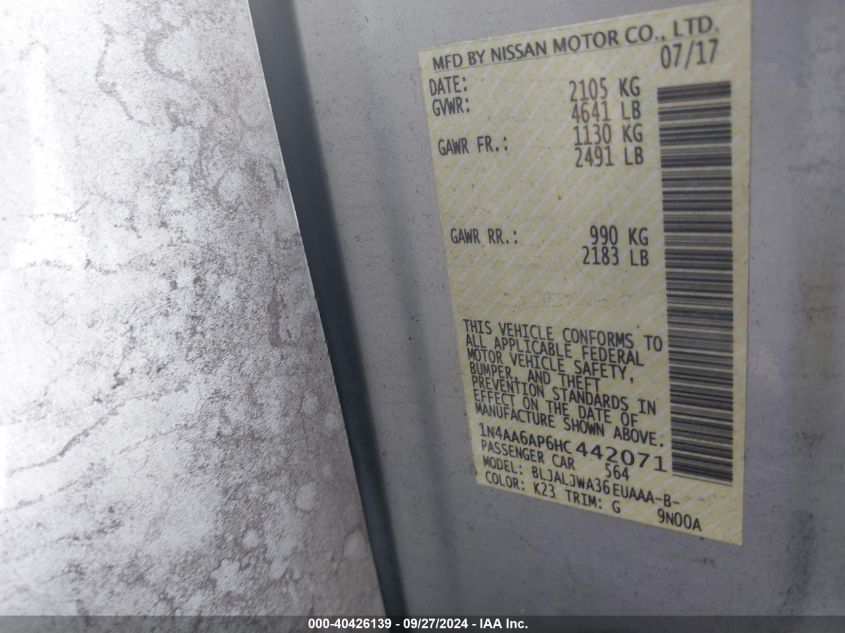 MFD BY NISSAN MOTOR CO., LTD.
DATE: 07/17
GVWR: 2105 KG
4641 LB
GAWR FR.: 1130 KG
2491 LB
GAWR RR.: 990 KG
2183 LB
THIS VEHICLE CONFORMS TO
ALL APPLICABLE FEDERAL
MOTOR VEHICLE SAFETY,
BUMPER, AND THEFT
PREVENTION STANDARDS IN
EFFECT ON THE DATE OF
MANUFACTURE SHOWN ABOVE.
1N4AA6AP6HC442071
PASSENGER CAR 564
MODEL: BLJALJWA36EUAAA-B-
COLOR: K23 TRIM: G 9N00A
000-40426139 - 09/27/2024 - IAA Inc.